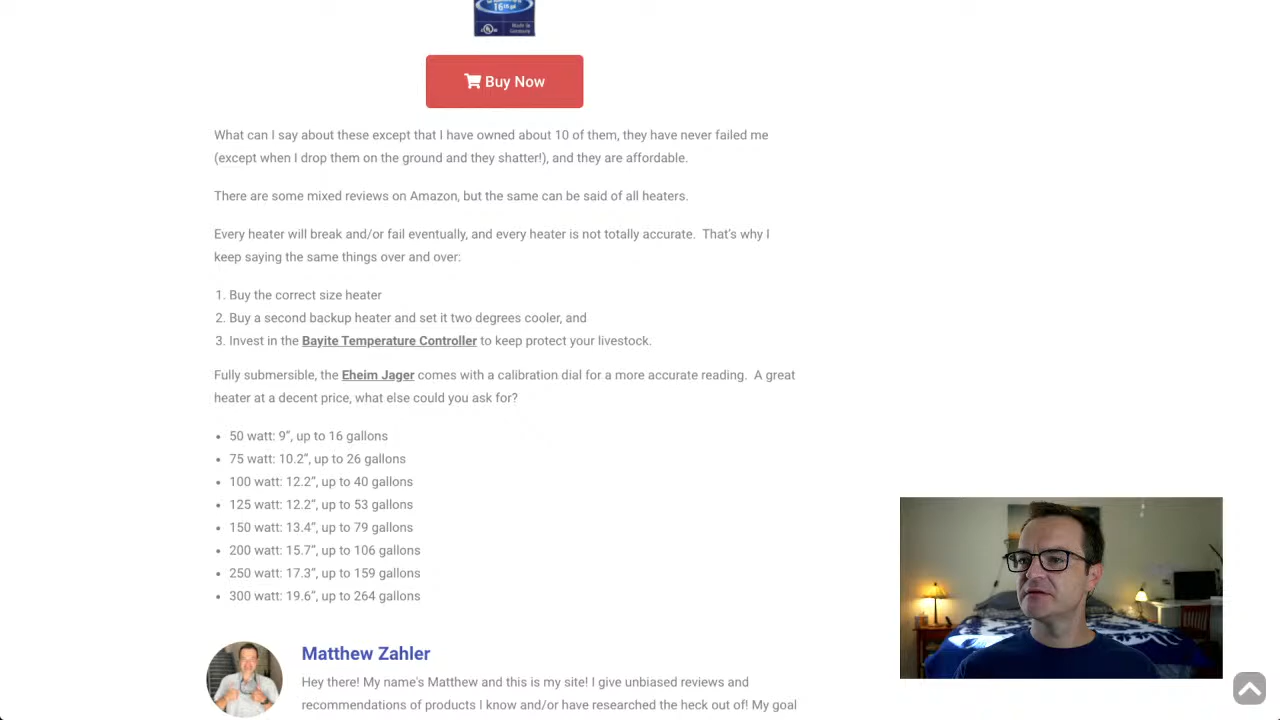 16 US gal
Made in
Germany
Buy Now
What can I say about these except that I have owned about 10 of them, they have never failed me
(except when I drop them on the ground and they shatter!), and they are affordable.
There are some mixed reviews on Amazon, but the same can be said of all heaters.
Every heater will break and/or fail eventually, and every heater is not totally accurate.  That's why I
keep saying the same things over and over:
1. Buy the correct size heater
2. Buy a second backup heater and set it two degrees cooler, and
3. Invest in the Bayite Temperature Controller to keep protect your livestock.
Fully submersible, the Eheim Jager comes with a calibration dial for a more accurate reading.  A great
heater at a decent price, what else could you ask for?
• 50 watt: 9”, up to 16 gallons
• 75 watt: 10.2”, up to 26 gallons
• 100 watt: 12.2”, up to 40 gallons
• 125 watt: 12.2”, up to 53 gallons
• 150 watt: 13.4”, up to 79 gallons
• 200 watt: 15.7”, up to 106 gallons
• 250 watt: 17.3”, up to 159 gallons
• 300 watt: 19.6”, up to 264 gallons
Matthew Zahler
Hey there! My name's Matthew and this is my site! I give unbiased reviews and
recommendations of products I know and/or have researched the heck out of! My goal